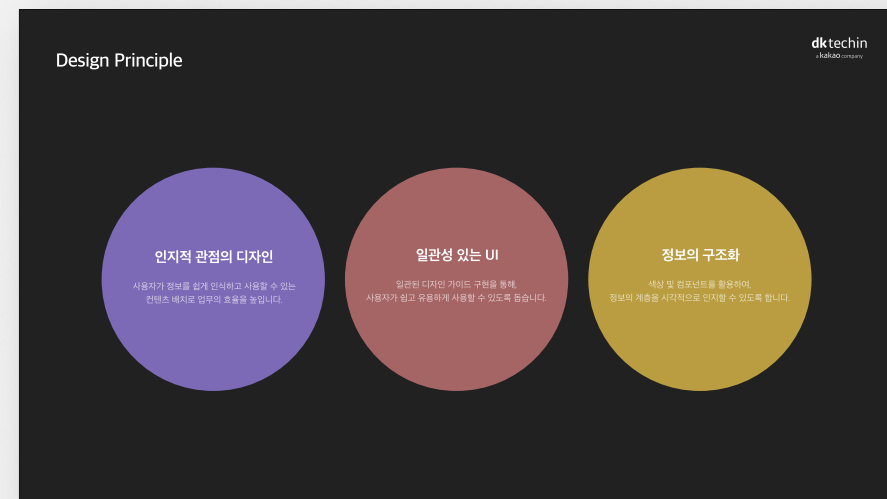 Design Principle
dktechin
a kakao company
인지적 관점의 디자인
사용자가 정보를 쉽게 인식하고 사용할 수 있는
컨텐츠 배치로 업무의 효율을 높입니다.
일관성 있는 UI
일관된 디자인 가이드 구현을 통해,
사용자가 쉽고 유용하게 사용할 수 있도록 돕습니다.
정보의 구조화
색상 및 컴포넌트를 활용하여,
정보의 계층을 시각적으로 인지할 수 있도록 합니다.